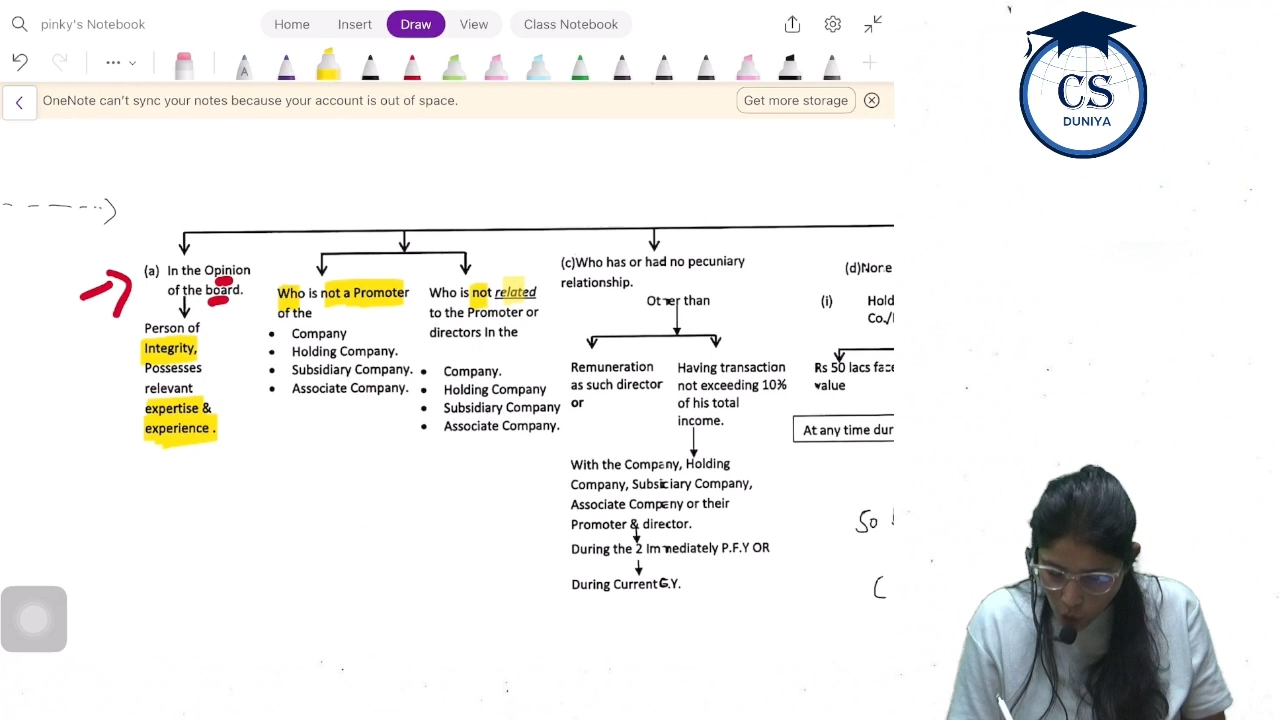 pinky's Notebook
Home Insert Draw View Class Notebook
OneNote can't sync your notes because your account is out of space.
Get more storage
CS
DUNIYA
(a) In the Opinion
of the board.
Person of
Integrity,
Possesses
relevant
expertise &
experience .
Who is not a Promoter
of the
• Company
• Holding Company.
• Subsidiary Company.
• Associate Company.
Who is not related
to the Promoter or
directors In the
• Company.
• Holding Company
• Subsidiary Company
• Associate Company.
(c)Who has or had no pecuniary
relationship.
Other than
Remuneration
as such director
or
Having transaction
not exceeding 10%
of his total
income.
With the Company, Holding
Company, Subsidiary Company,
Associate Company or their
Promoter & director.
During the 2 Immediately P.F.Y OR
During Current
(d)None
(i) Hold
Co./
Rs 50 lacs face
value
At any time dur
So